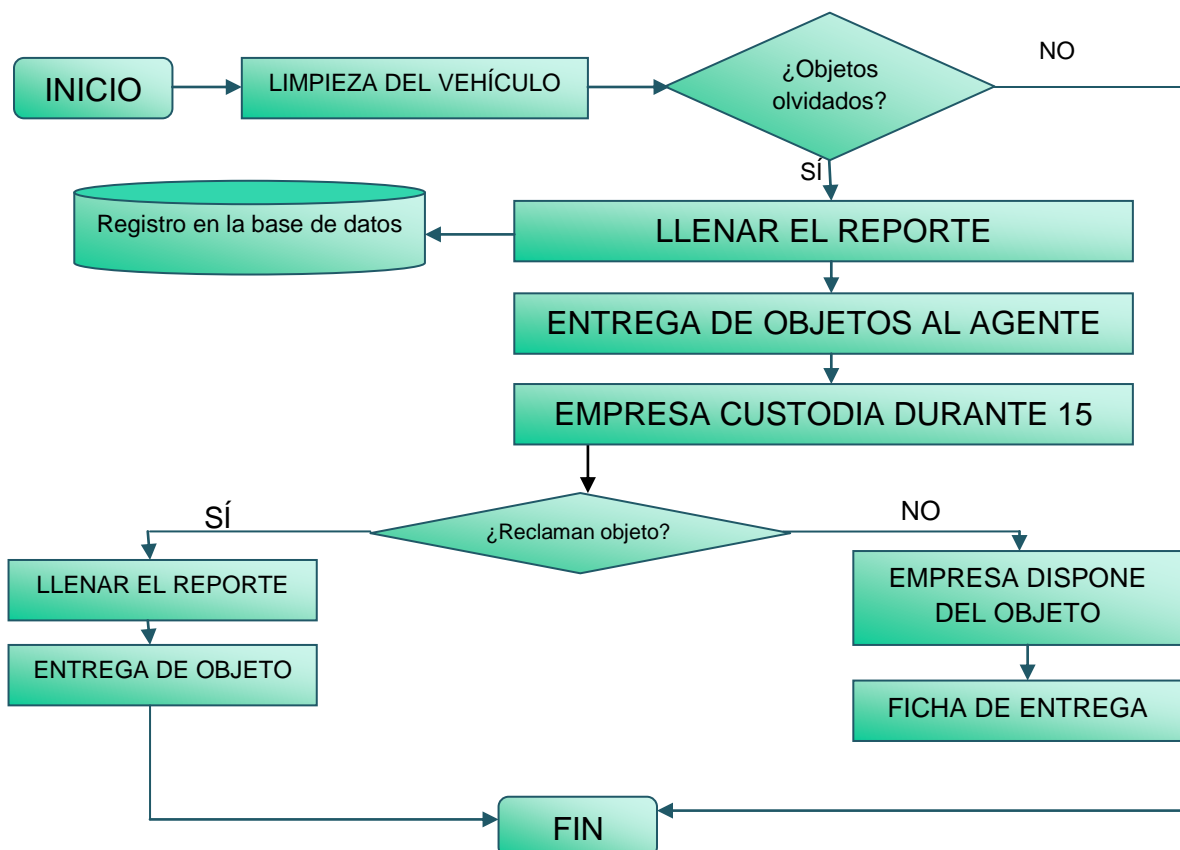 INICIO
LIMPIEZA DEL VEHÍCULO
¿Objetos
olvidados?
NO
SÍ
Registro en la base de datos
LLENAR EL REPORTE
ENTREGA DE OBJETOS AL AGENTE
EMPRESA CUSTODIA DURANTE 15
SÍ
¿Reclaman objeto?
NO
LLENAR EL REPORTE
ENTREGA DE OBJETO
EMPRESA DISPONE
DEL OBJETO
FICHA DE ENTREGA
FIN